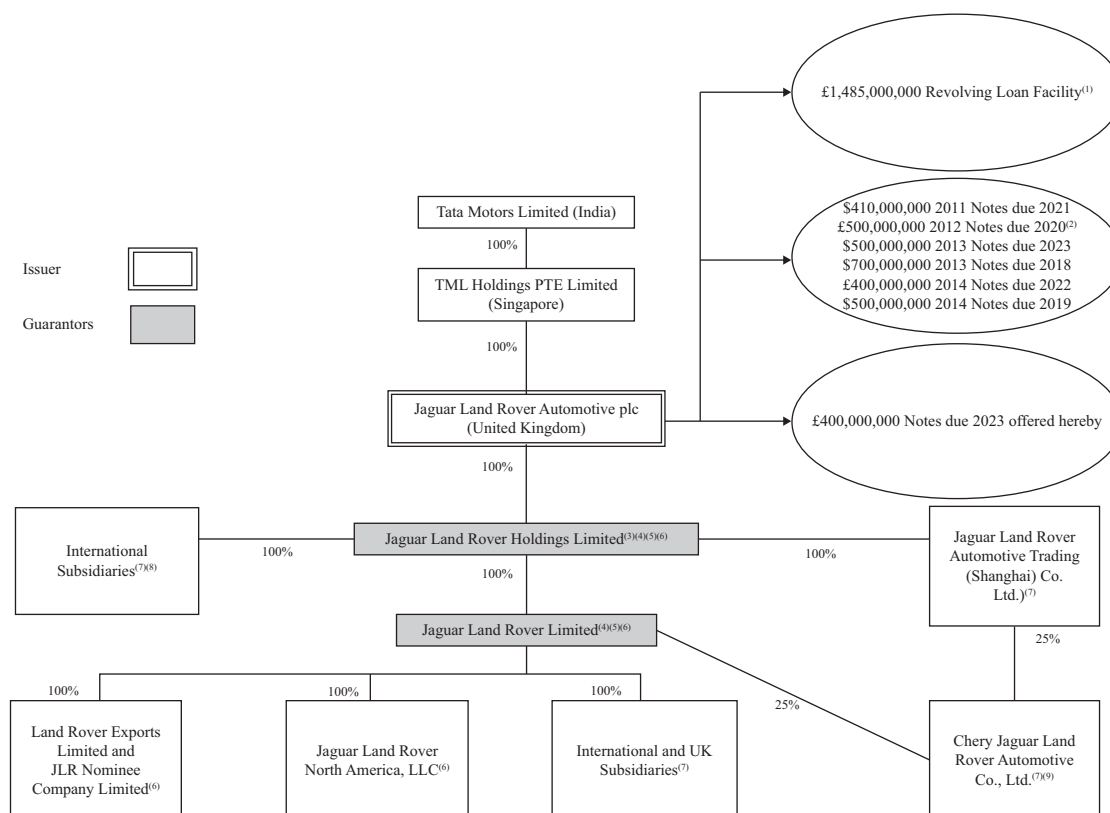 £1,485,000,000 Revolving Loan Facility(1)
Tata Motors Limited (India)
100%
$410,000,000 2011 Notes due 2021
£500,000,000 2012 Notes due 2020(2)
$500,000,000 2013 Notes due 2023
$700,000,000 2013 Notes due 2018
£400,000,000 2014 Notes due 2022
$500,000,000 2014 Notes due 2019
Issuer
TML Holdings PTE Limited
(Singapore)
Guarantors
100%
Jaguar Land Rover Automotive plc
(United Kingdom)
£400,000,000 Notes due 2023 offered hereby
100%
International
Subsidiaries(7)(8)
100%
Jaguar Land Rover Holdings Limited(3)(4)(5)(6)
100%
Jaguar Land Rover
Automotive Trading
(Shanghai) Co.
Ltd.)(7)
100%
Jaguar Land Rover Limited(4)(5)(6)
25%
100%
100%
100%
25%
Land Rover Exports
Limited and
JLR Nominee
Company Limited(6)
Jaguar Land Rover
North America, LLC(6)
International and UK
Subsidiaries(7)
Chery Jaguar Land
Rover Automotive
Co., Ltd.(7)(9)